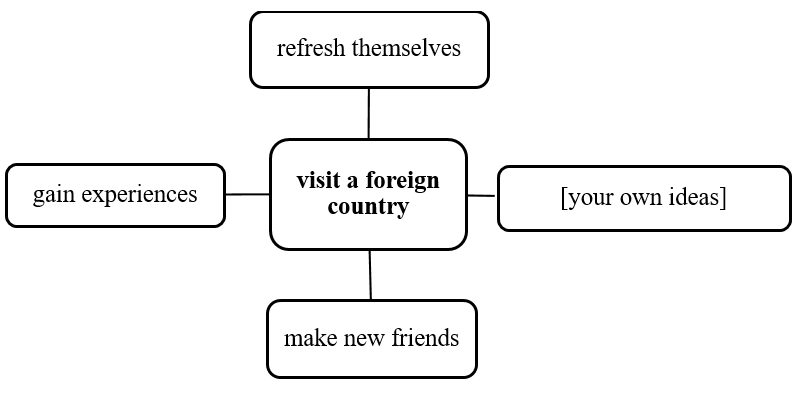 refresh themselves
gain experiences
visit a foreign
country
[your own ideas]
make new friends